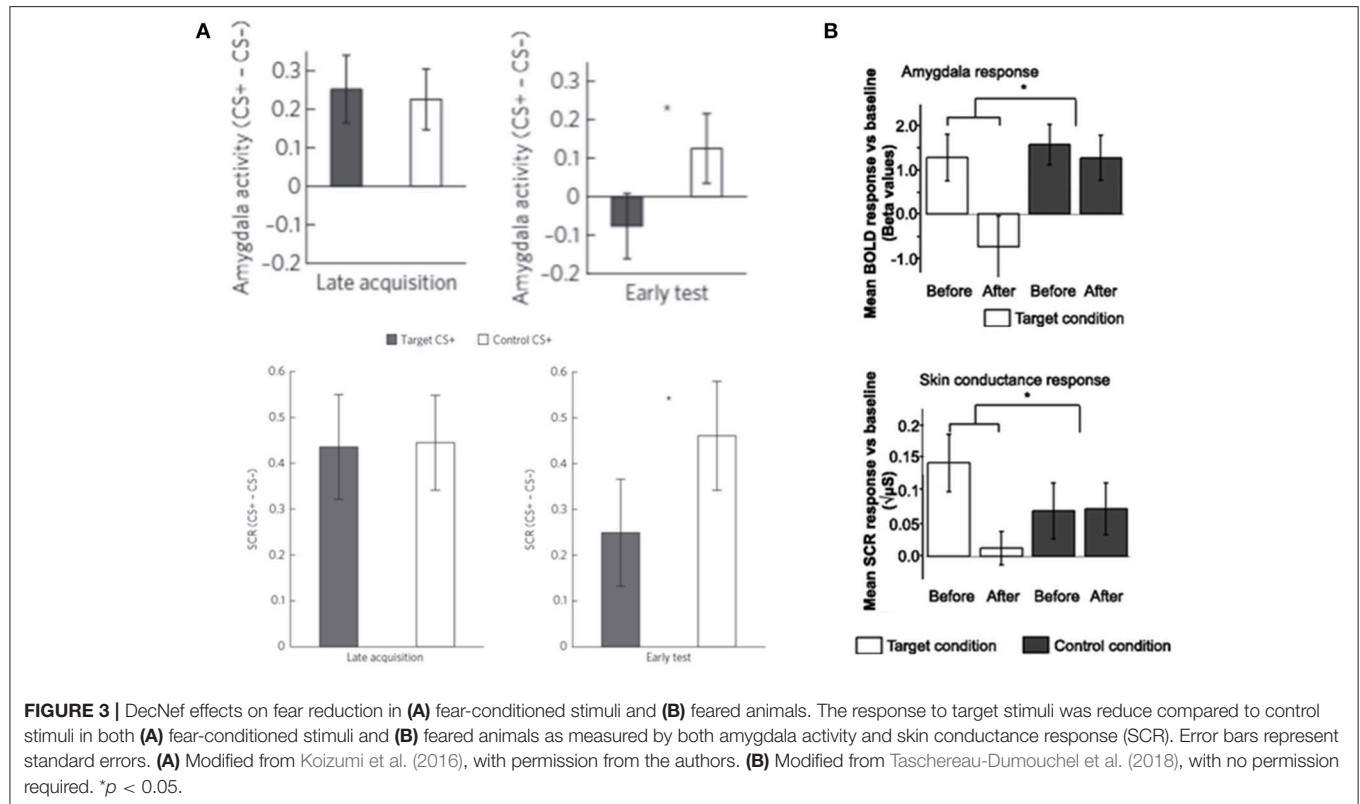 A
Amygdala activity (CS+ - CS-)
0.3
0.2
0.1
0
-0.1
-0.2
Late acquisition
Amygdala activity (CS+ - CS-)
0.3
0.2
0.1
0
-0.1
-0.2
*
Early test
Target CS+ Control CS+
SCR (CS+ - CS-)
0.6
0.5
0.4
0.3
0.2
0.1
0
Late acquisition
SCR (CS+ - CS-)
0.6
0.5
0.4
0.3
0.2
0.1
0
*
Early test
B
Amygdala response
*
Mean BOLD response vs baseline
(Beta values)
2.0
1.0
0.0
-1.0
Before After Before After
Target condition
Skin conductance response
*
Mean SCR response vs baseline
(√µS)
0.2
0.15
0.1
0.05
0.0
Before After Before After
Target condition Control condition
FIGURE 3 | DecNef effects on fear reduction in (A) fear-conditioned stimuli and (B) feared animals. The response to target stimuli was reduce compared to control
stimuli in both (A) fear-conditioned stimuli and (B) feared animals as measured by both amygdala activity and skin conductance response (SCR). Error bars represent
standard errors. (A) Modified from Koizumi et al. (2016), with permission from the authors. (B) Modified from Taschereau-Dumouchel et al. (2018), with no permission
required. *p < 0.05.